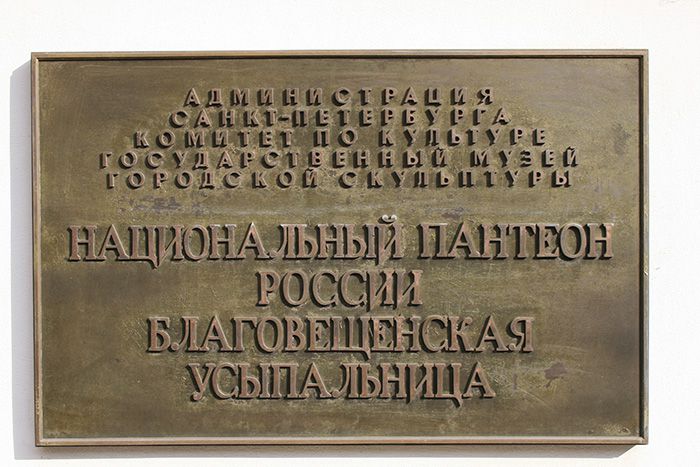 АДМИНИСТРАЦИЯ
САНКТ-ПЕТЕРБУРГА
КОМИТЕТ ПО КУЛЬТУРЕ
ГОСУДАРСТВЕННЫЙ МУЗЕЙ
ГОРОДСКОЙ СКУЛЬПТУРЫ
НАЦИОНАЛЬНЫЙ ПАНТЕОН
РОССИИ
БЛАГОВЕЩЕНСКАЯ
УСЫПАЛЬНИЦА